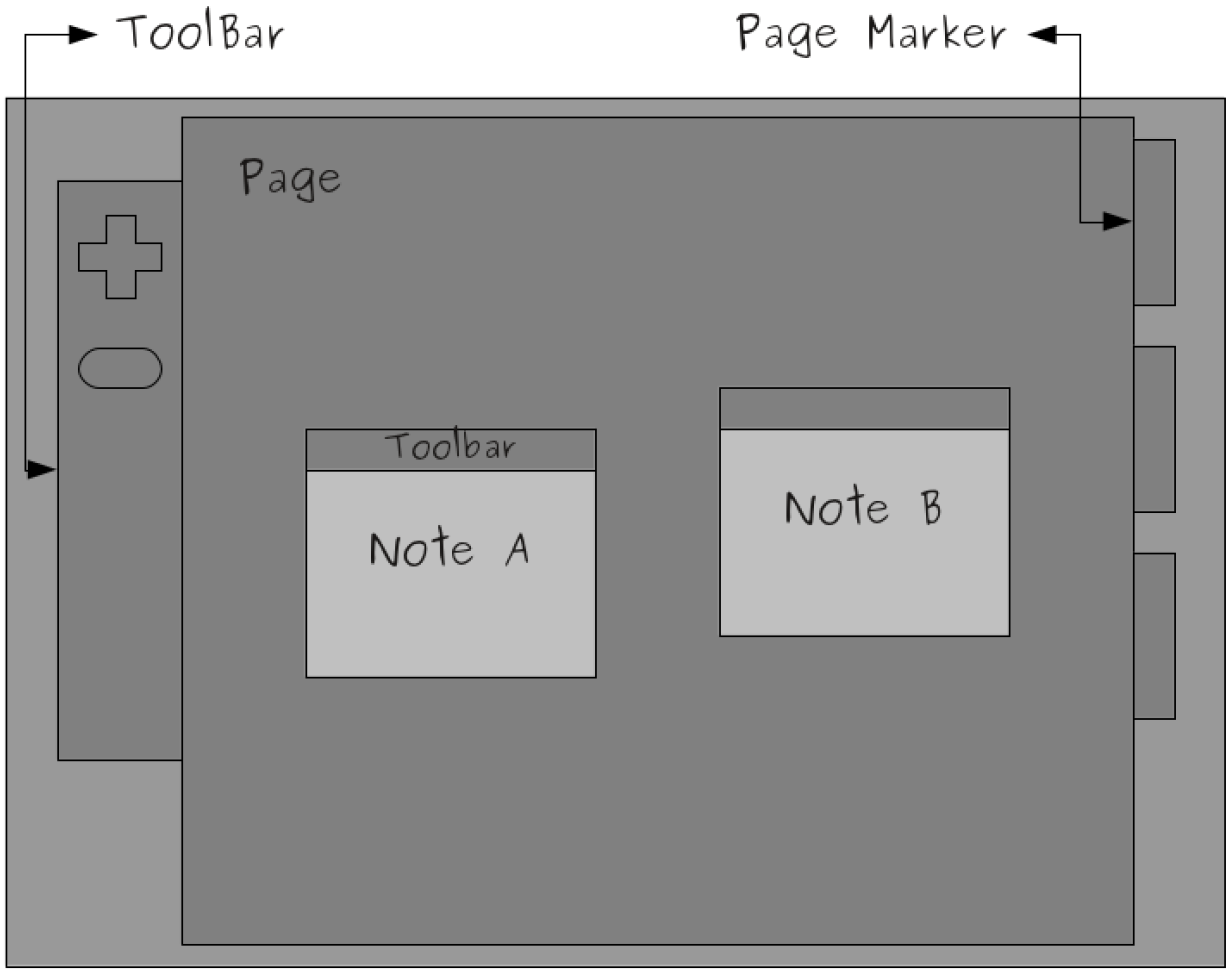 ToolBar
Page Marker
Page
Toolbar
Note A
Note B